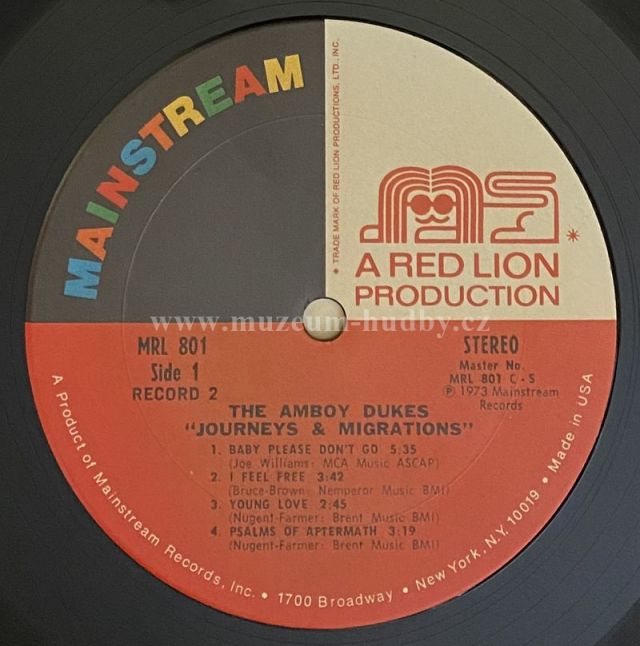 MAINSTREAM
* TRADE MARK OF RED LION PRODUCTIONS, LTD., INC.
*
A RED LION
PRODUCTION
www.muzeum-hudby.cz
MRL 801
Side 1
RECORD 2
STEREO
Master No.
MRL 801 C-S
℗ 1973 Mainstream
Records
THE AMBOY DUKES
"JOURNEYS & MIGRATIONS"
1. BABY PLEASE DON'T GO 5:35
(Joe Williams: MCA Music ASCAP)
2. I FEEL FREE 3:42
(Bruce-Brown: Nemperor Music BMI)
3. YOUNG LOVE 2:45
(Nugent-Farmer: Brent Music BMI)
4. PSALMS OF AFTERMATH 3:19
(Nugent-Farmer: Brent Music BMI)
A Product of Mainstream Records, Inc. • 1700 Broadway • New York, N.Y. 10019 • Made in USA